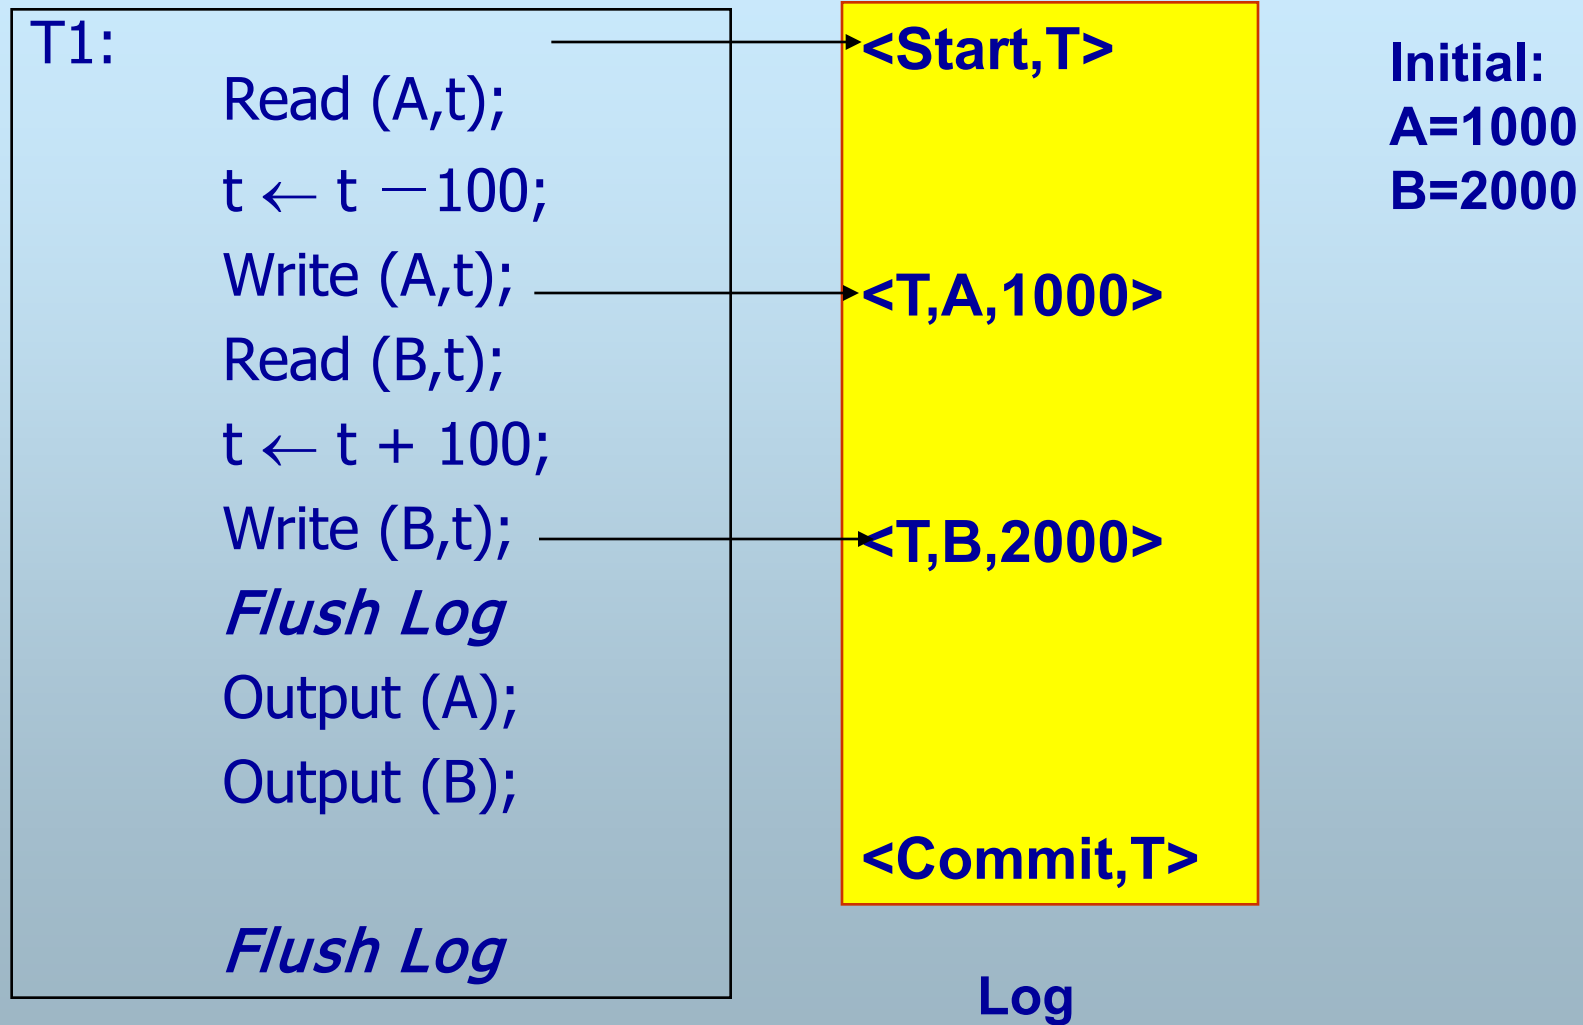 T1:
Read (A,t);
t ← t －100;
Write (A,t);
Read (B,t);
t ← t + 100;
Write (B,t);
Flush Log
Output (A);
Output (B);
Flush Log
<Start,T>
<T,A,1000>
<T,B,2000>
<Commit,T>
Log
Initial:
A=1000
B=2000